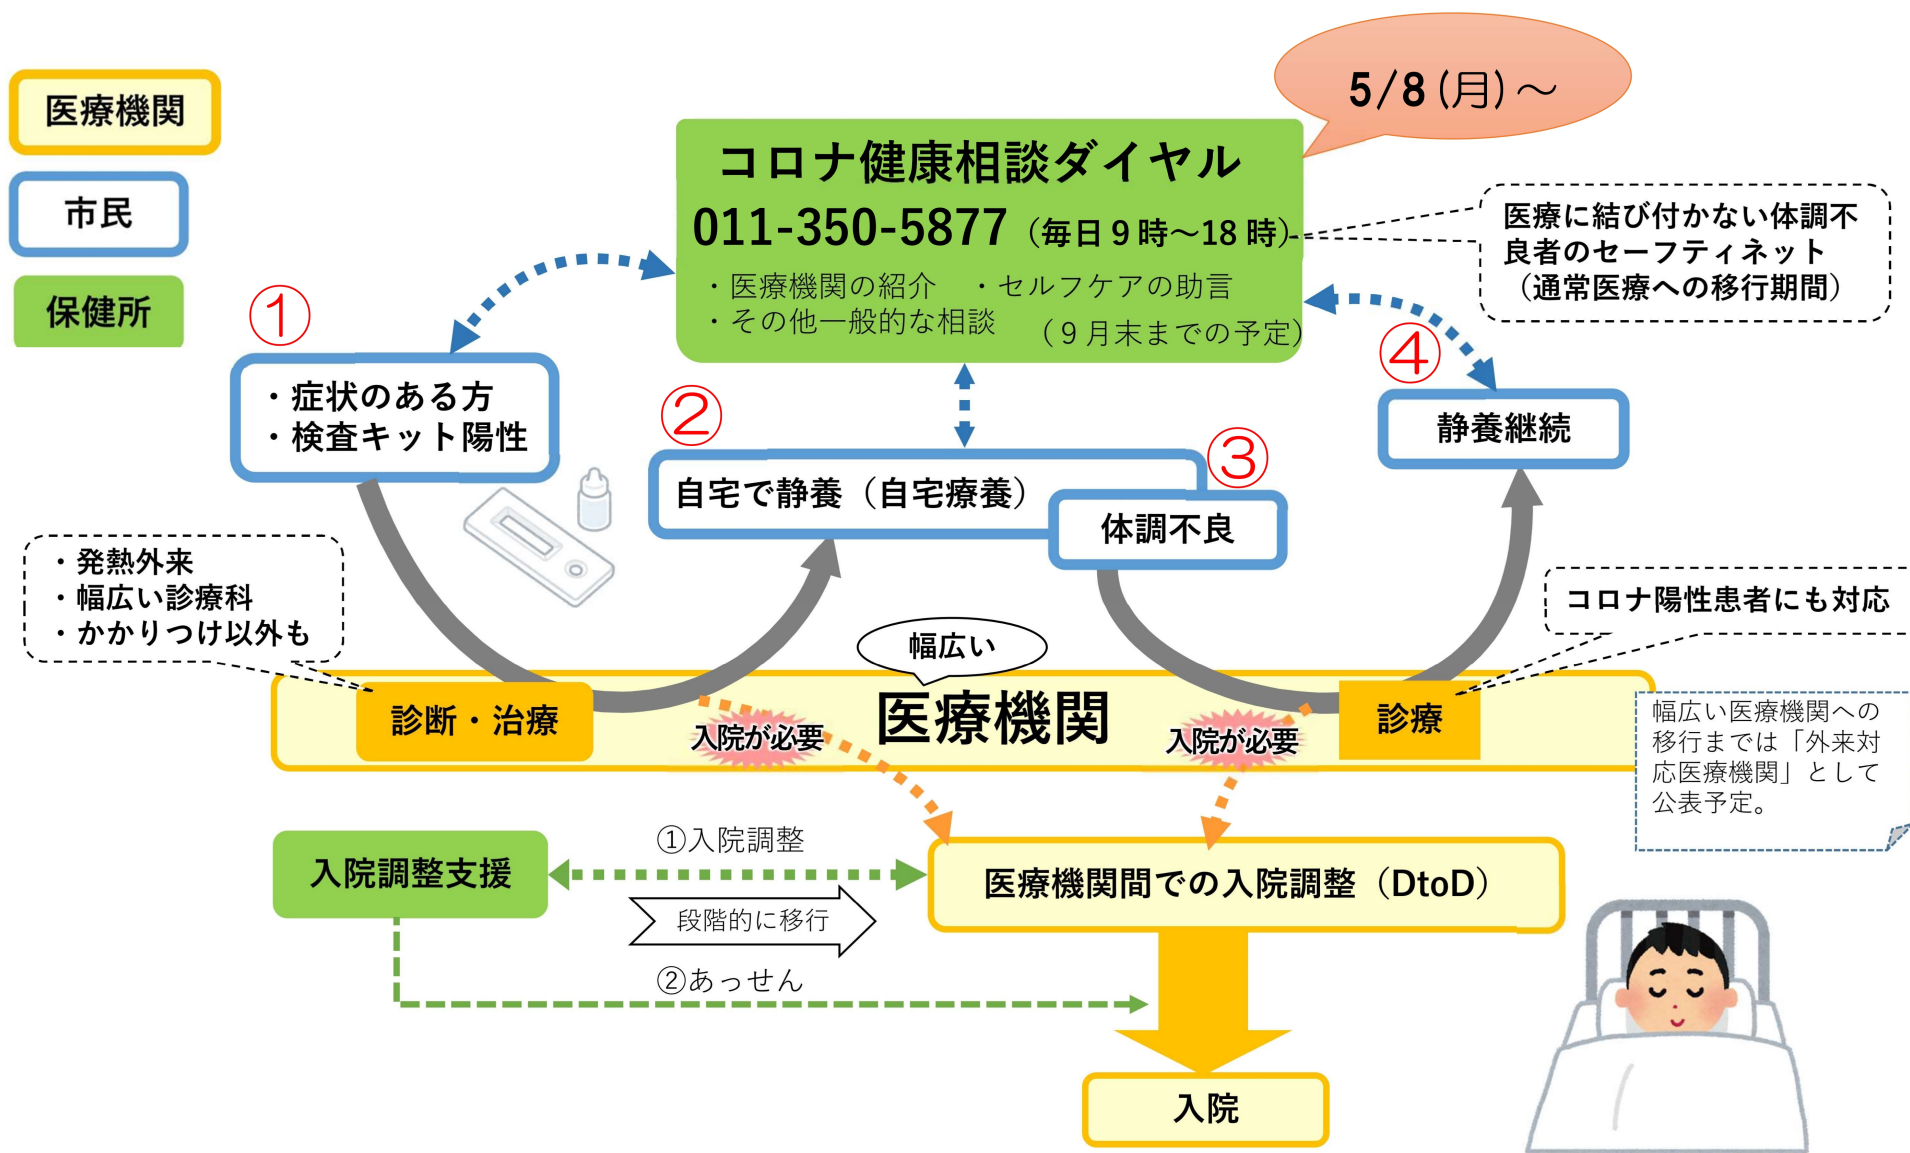 5/8(月)~
医療機関
市民
保健所
コロナ健康相談ダイヤル
011-350-5877(毎日9時~18時)
・医療機関の紹介 ・セルフケアの助言
・その他一般的な相談 (9月末までの予定)
医療に結び付かない体調不
良者のセーフティネット
(通常医療への移行期間)
①
・症状のある方
・検査キット陽性
②
自宅で静養(自宅療養)
③
体調不良
④
静養継続
・発熱外来
・幅広い診療科
・かかりつけ以外も
コロナ陽性患者にも対応
幅広い
医療機関
診断・治療
入院が必要
入院が必要
診療
幅広い医療機関への
移行までは「外来対
応医療機関」として
公表予定。
入院調整支援
①入院調整
段階的に移行
②あっせん
医療機関間での入院調整(DtoD)
入院